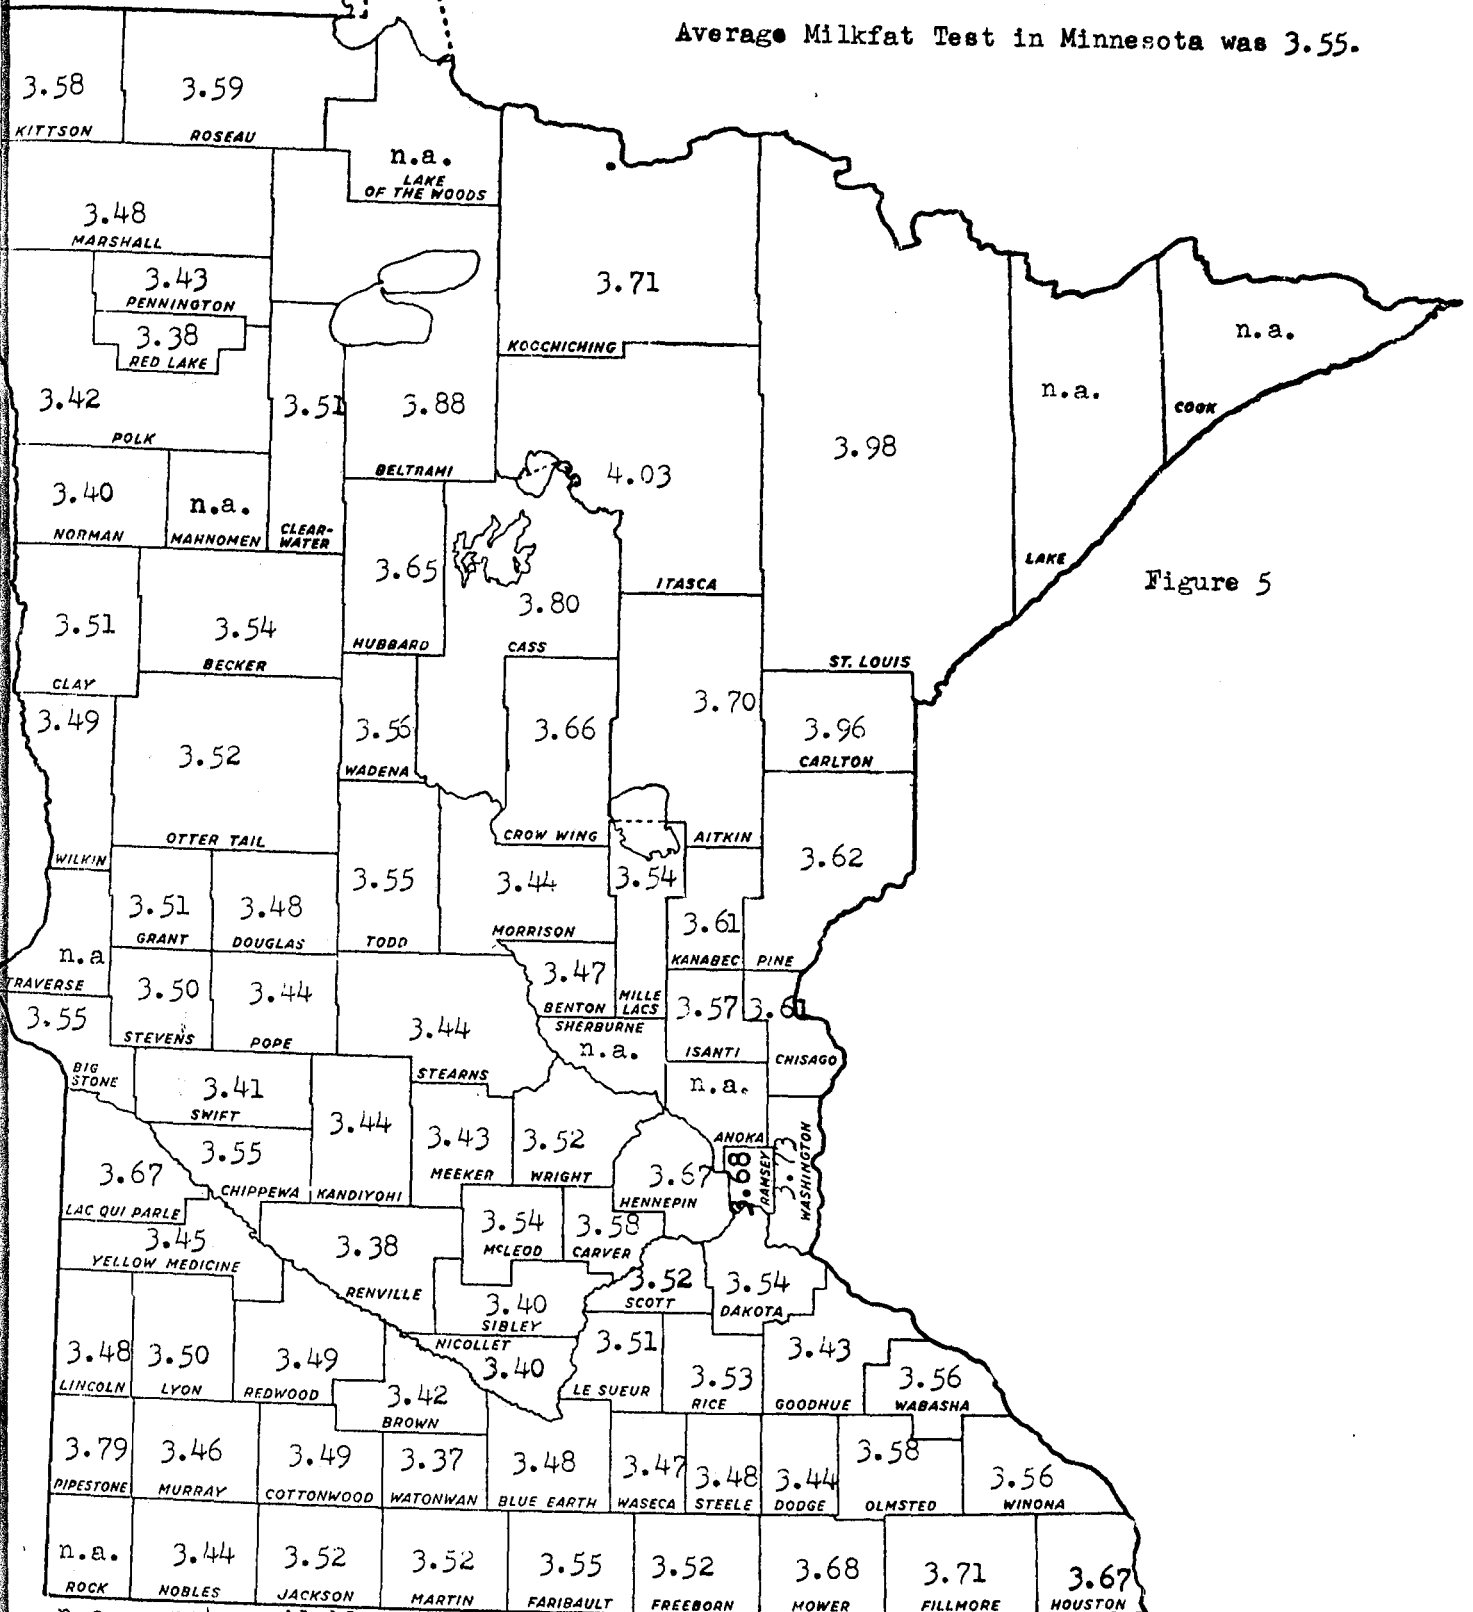 Average Milkfat Test in Minnesota was 3.55.
3.58
KITTSON
3.59
ROSEAU
n.a.
LAKE
OF THE WOODS
3.48
MARSHALL
3.43
PENNINGTON
3.38
RED LAKE
3.42
POLK
3.51
CLEAR-
WATER
3.88
BELTRAMI
3.71
KOOCHICHING
4.03
ITASCA
3.98
ST. LOUIS
n.a.
LAKE
n.a.
COOK
Figure 5
3.40
NORMAN
n.a.
MAHNOMEN
3.65
HUBBARD
3.80
CASS
3.51
CLAY
3.54
BECKER
3.49
WILKIN
3.52
OTTER TAIL
3.56
WADENA
3.66
CROW WING
3.70
AITKIN
3.96
CARLTON
3.62
PINE
3.51
GRANT
3.48
DOUGLAS
3.55
TODD
3.44
MORRISON
3.54
MILLE
LACS
3.61
KANABEC
n.a
TRAVERSE
3.50
STEVENS
3.44
POPE
3.44
STEARNS
3.47
BENTON
SHERBURNE
n.a.
3.57
ISANTI
3.61
CHISAGO
3.55
BIG
STONE
3.41
SWIFT
3.44
KANDIYOHI
3.43
MEEKER
3.52
WRIGHT
n.a.
ANOKA
3.67
HENNEPIN
3.68
RAMSEY
3.73
WASHINGTON
3.67
LAC QUI PARLE
3.55
CHIPPEWA
3.45
YELLOW MEDICINE
3.38
RENVILLE
3.54
McLEOD
3.58
CARVER
3.52
SCOTT
3.54
DAKOTA
3.40
SIBLEY
NICOLLET
3.40
3.48
LINCOLN
3.50
LYON
3.49
REDWOOD
3.42
BROWN
3.51
LE SUEUR
3.53
RICE
3.43
GOODHUE
3.56
WABASHA
3.79
PIPESTONE
3.46
MURRAY
3.49
COTTONWOOD
3.37
WATONWAN
3.48
BLUE EARTH
3.47
WASECA
3.48
STEELE
3.44
DODGE
3.58
OLMSTED
3.56
WINONA
n.a.
ROCK
3.44
NOBLES
3.52
JACKSON
3.52
MARTIN
3.55
FARIBAULT
3.52
FREEBORN
3.68
MOWER
3.71
FILLMORE
3.67
HOUSTON